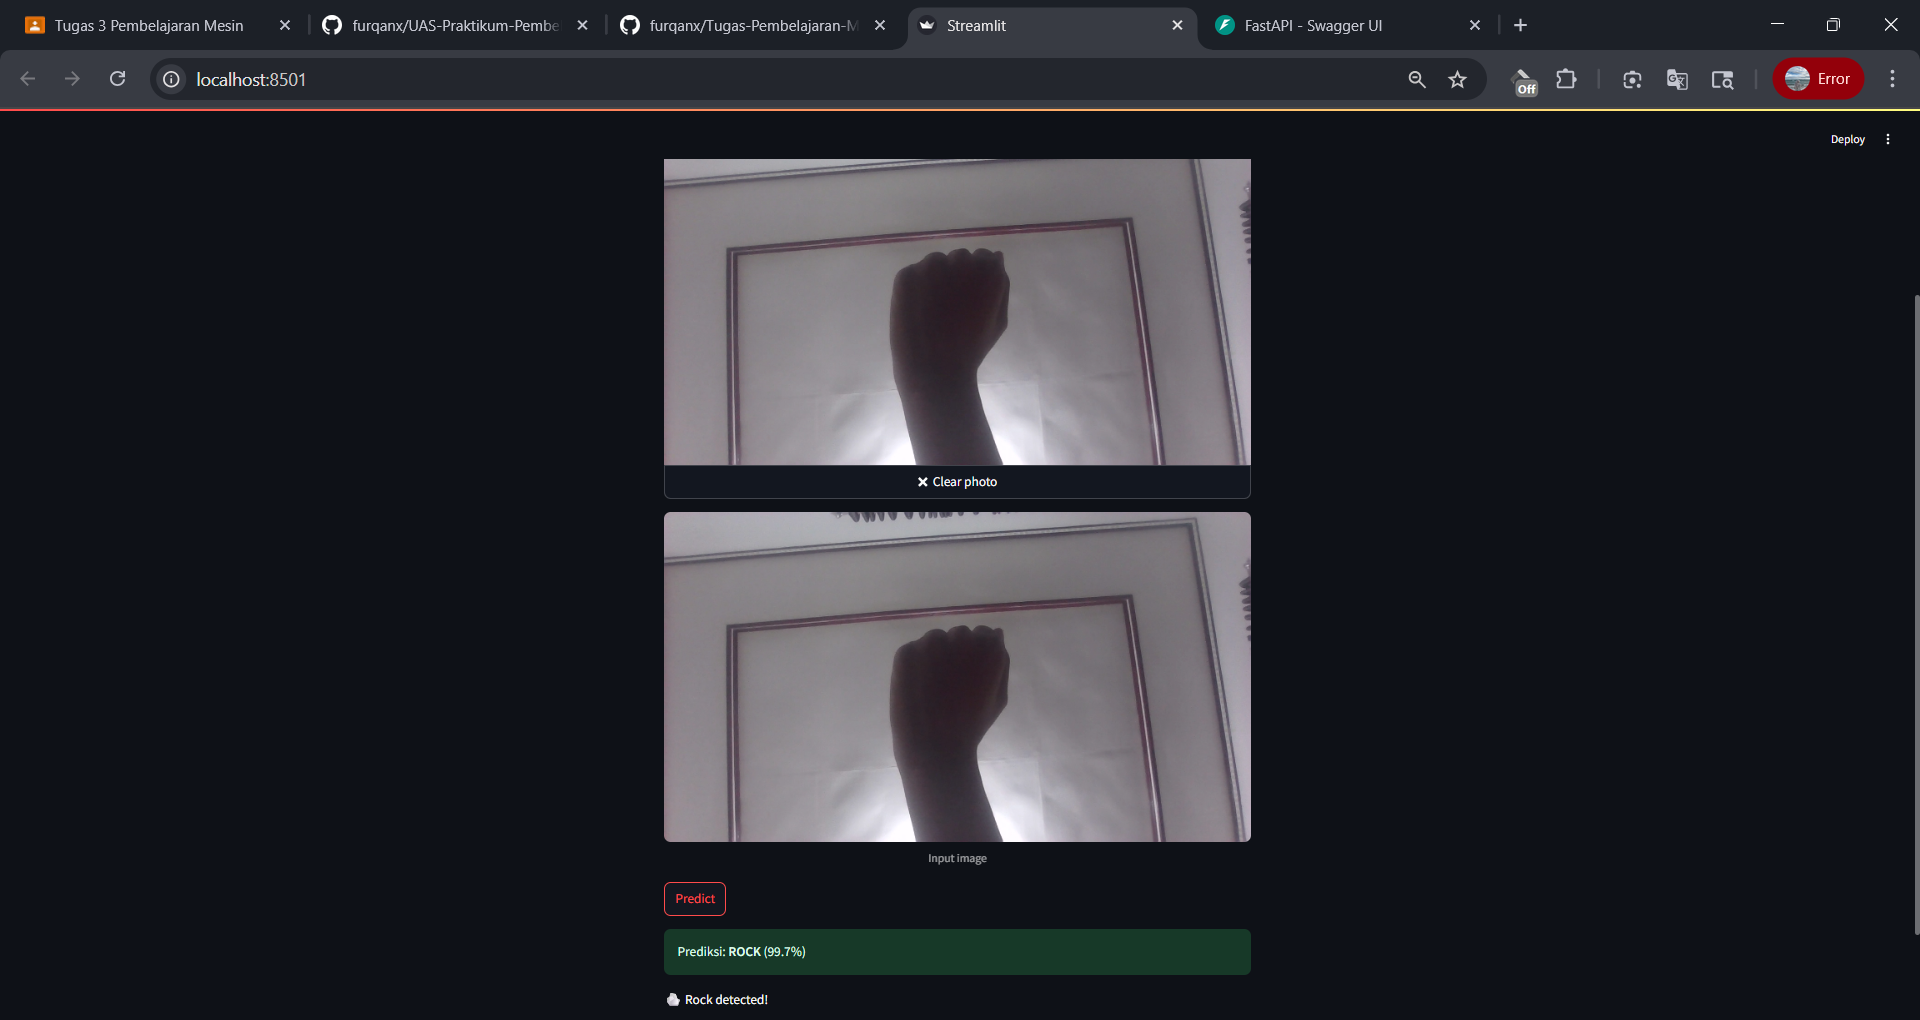 Tugas 3 Pembelajaran Mesin
furqanx/UAS-Praktikum-Pembe
furqanx/Tugas-Pembelajaran-M
Streamlit
FastAPI - Swagger UI
localhost:8501
Off
Error
Deploy
Clear photo
Input image
Predict
Prediksi: ROCK (99.7%)
Rock detected!